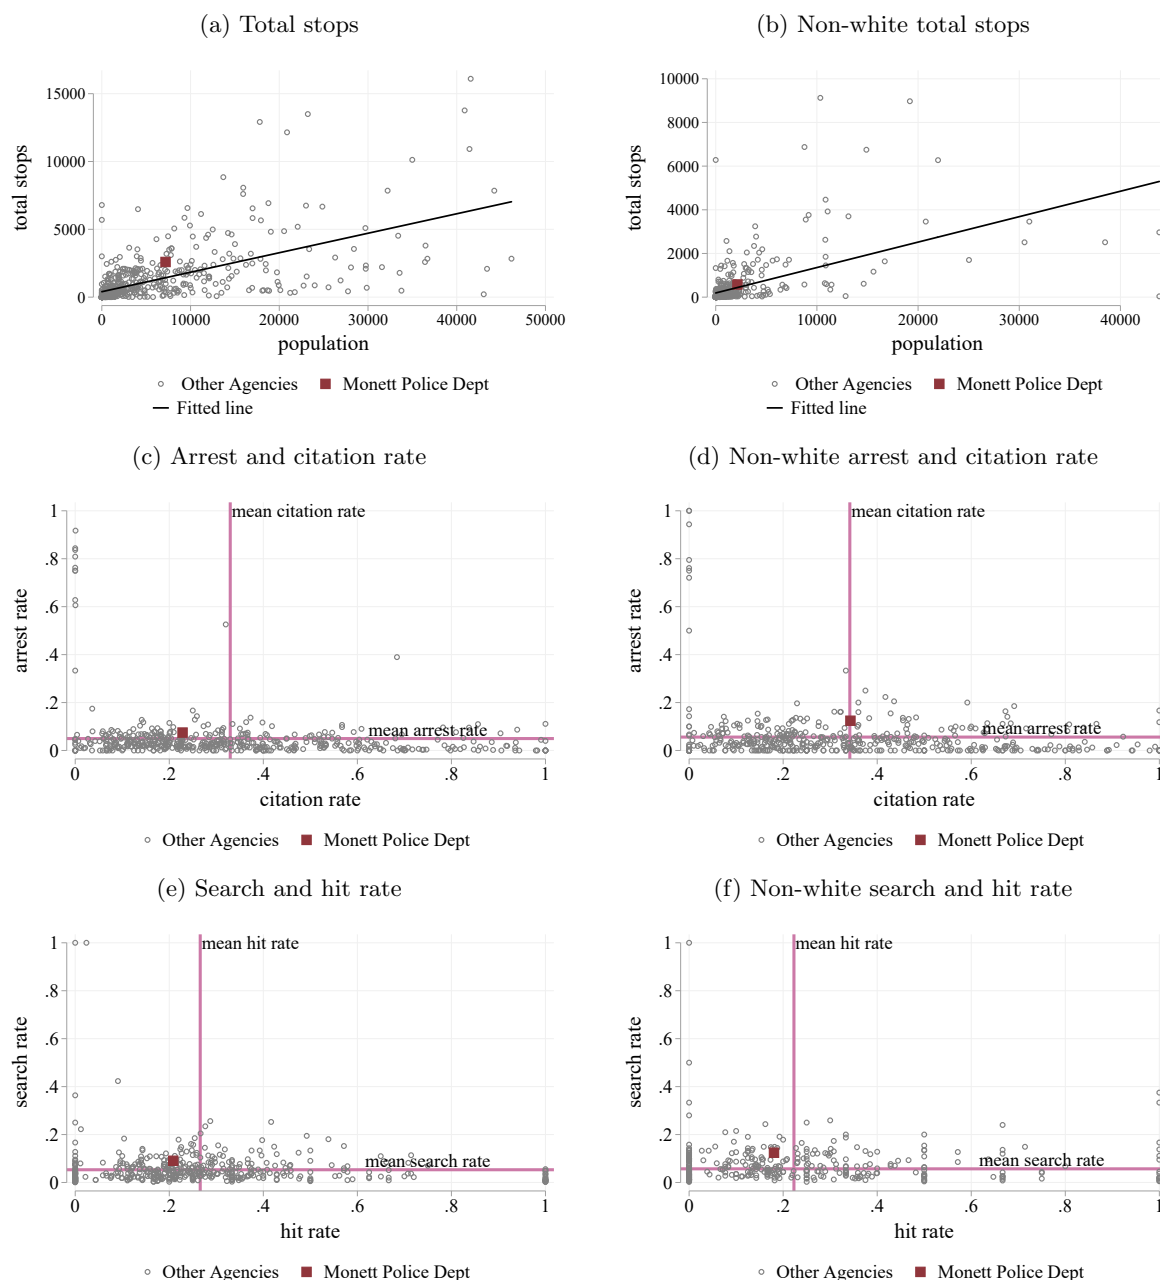 (a) Total stops
(b) Non-white total stops
total stops
15000
10000
5000
0
0 10000 20000 30000 40000 50000
population
Other Agencies Monett Police Dept
Fitted line
total stops
10000
8000
6000
4000
2000
0
0 10000 20000 30000 40000
population
Other Agencies Monett Police Dept
Fitted line
(c) Arrest and citation rate
(d) Non-white arrest and citation rate
arrest rate
1
.8
.6
.4
.2
0
mean citation rate
mean arrest rate
0 .2 .4 .6 .8 1
citation rate
Other Agencies Monett Police Dept
arrest rate
1
.8
.6
.4
.2
0
mean citation rate
mean arrest rate
0 .2 .4 .6 .8 1
citation rate
Other Agencies Monett Police Dept
(e) Search and hit rate
(f) Non-white search and hit rate
search rate
1
.8
.6
.4
.2
0
mean hit rate
mean search rate
0 .2 .4 .6 .8 1
hit rate
Other Agencies Monett Police Dept
search rate
1
.8
.6
.4
.2
0
mean hit rate
mean search rate
0 .2 .4 .6 .8 1
hit rate
Other Agencies Monett Police Dept